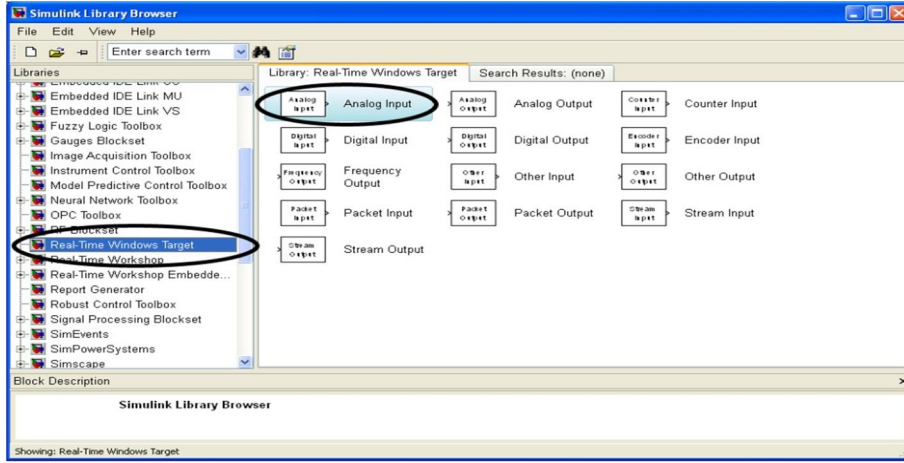 Simulink Library Browser
File Edit View Help
Enter search term
Libraries
Library: Real-Time Windows Target
Search Results: (none)
Embedded IDE Link MU
Embedded IDE Link VS
Fuzzy Logic Toolbox
Gauges Blockset
Image Acquisition Toolbox
Instrument Control Toolbox
Model Predictive Control Toolbox
Neural Network Toolbox
OPC Toolbox
RF Blockset
Real-Time Windows Target
Real-Time Workshop
Real-Time Workshop Embedde...
Report Generator
Robust Control Toolbox
Signal Processing Blockset
SimEvents
SimPowerSystems
Simscape
Analog
Input
Analog Input
Analog
Output
Analog Output
Counter
Input
Counter Input
Digital
Input
Digital Input
Digital
Output
Digital Output
Encoder
Input
Encoder Input
Frequency
Output
Frequency
Output
Other
Input
Other Input
Other
Output
Other Output
Packet
Input
Packet Input
Packet
Output
Packet Output
Stream
Input
Stream Input
Stream
Output
Stream Output
Block Description
Simulink Library Browser
Showing: Real-Time Windows Target